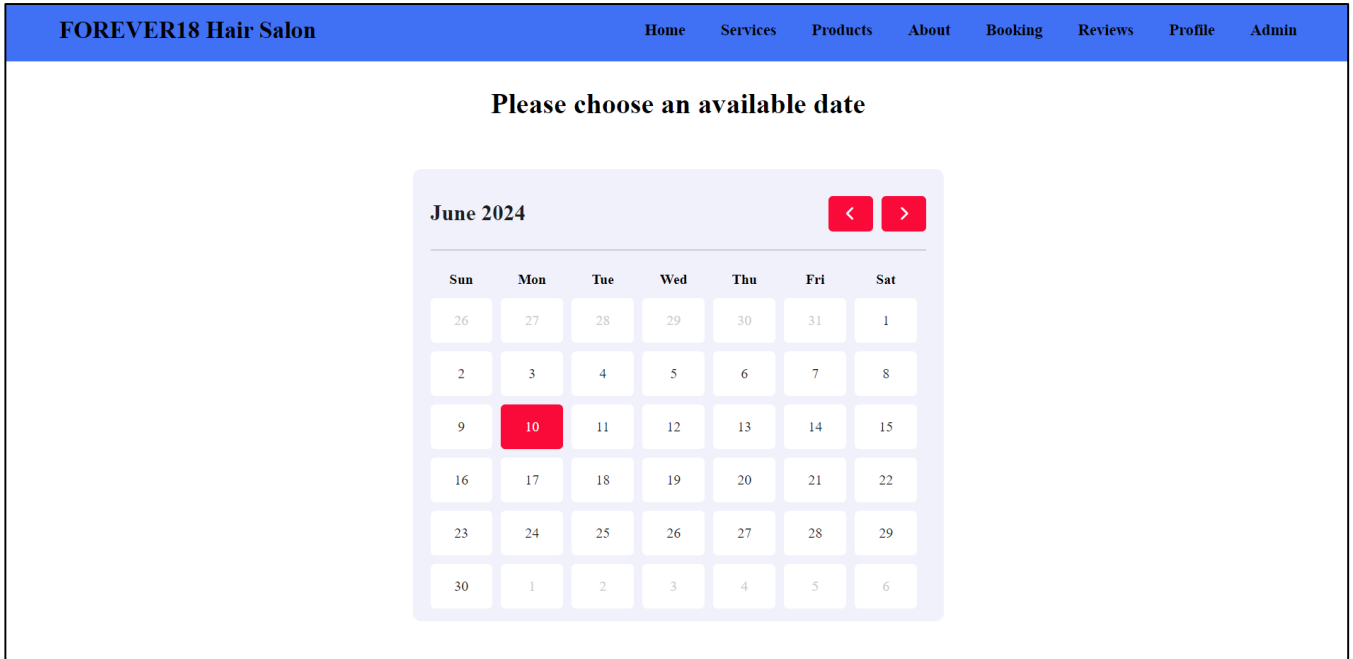 FOREVER18 Hair Salon Home Services Products About Booking Reviews Profile Admin
Please choose an available date
June 2024
Sun Mon Tue Wed Thu Fri Sat
26 27 28 29 30 31 1
2 3 4 5 6 7 8
9 10 11 12 13 14 15
16 17 18 19 20 21 22
23 24 25 26 27 28 29
30 1 2 3 4 5 6